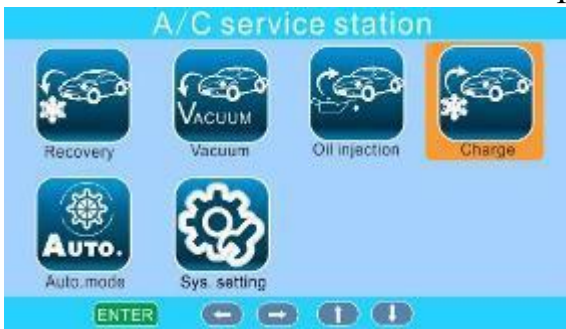 A/C service station
Recovery
VACUUM
Vacuum
Oil injection
Charge
AUTO.
Auto.mode
Sys. setting
ENTER